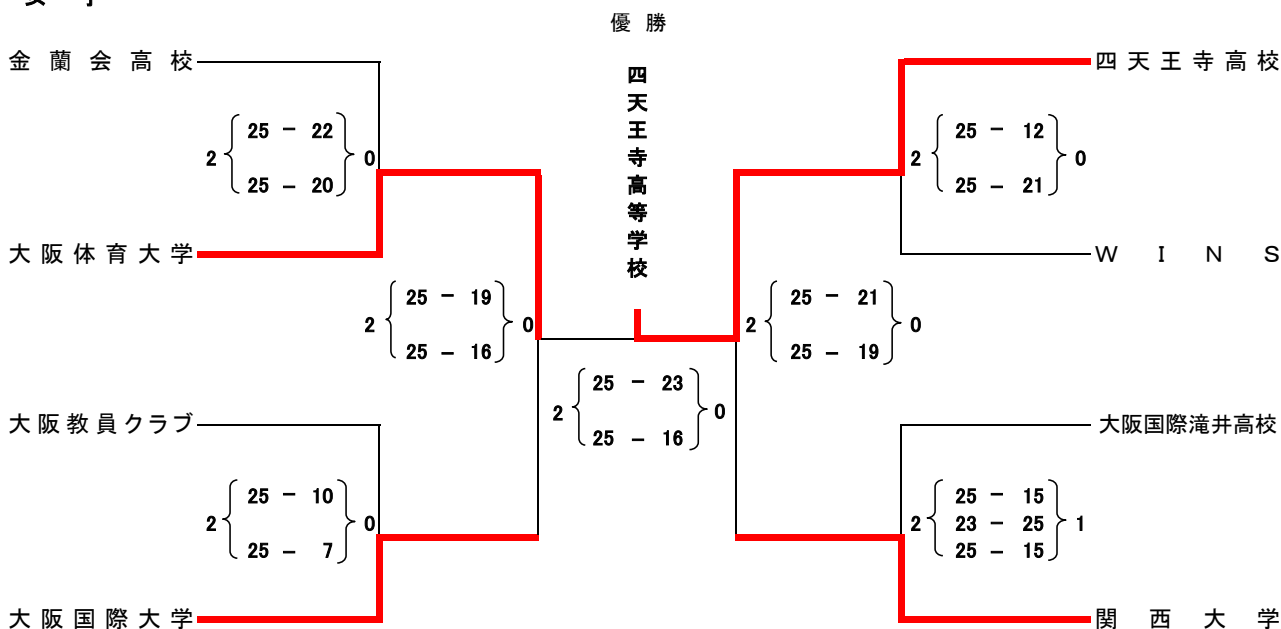 優勝
四天王寺高等学校
金蘭会高校
2 25 － 22 0
25 － 20
大阪体育大学
2 25 － 19 0
25 － 16
大阪教員クラブ
2 25 － 10 0
25 － 7
大阪国際大学
2 25 － 23 0
25 － 16
四天王寺高校
2 25 － 12 0
25 － 21
ＷＩＮＳ
2 25 － 21 0
25 － 19
大阪国際滝井高校
2 25 － 15 1
23 － 25
25 － 15
関西大学